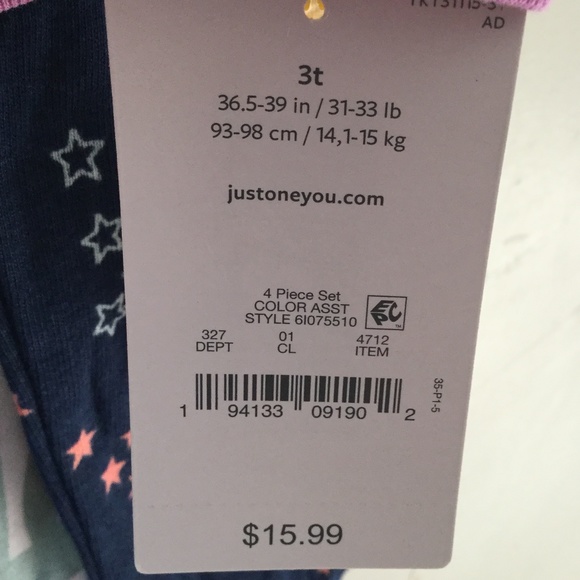 AD
3t
36.5-39 in / 31-33 lb
93-98 cm / 14,1-15 kg
justoneyou.com
4 Piece Set
COLOR ASST
STYLE 6I075510
EPC™
327 01 4712
DEPT CL ITEM
35-P1-5
1 94133 09190 2
$15.99